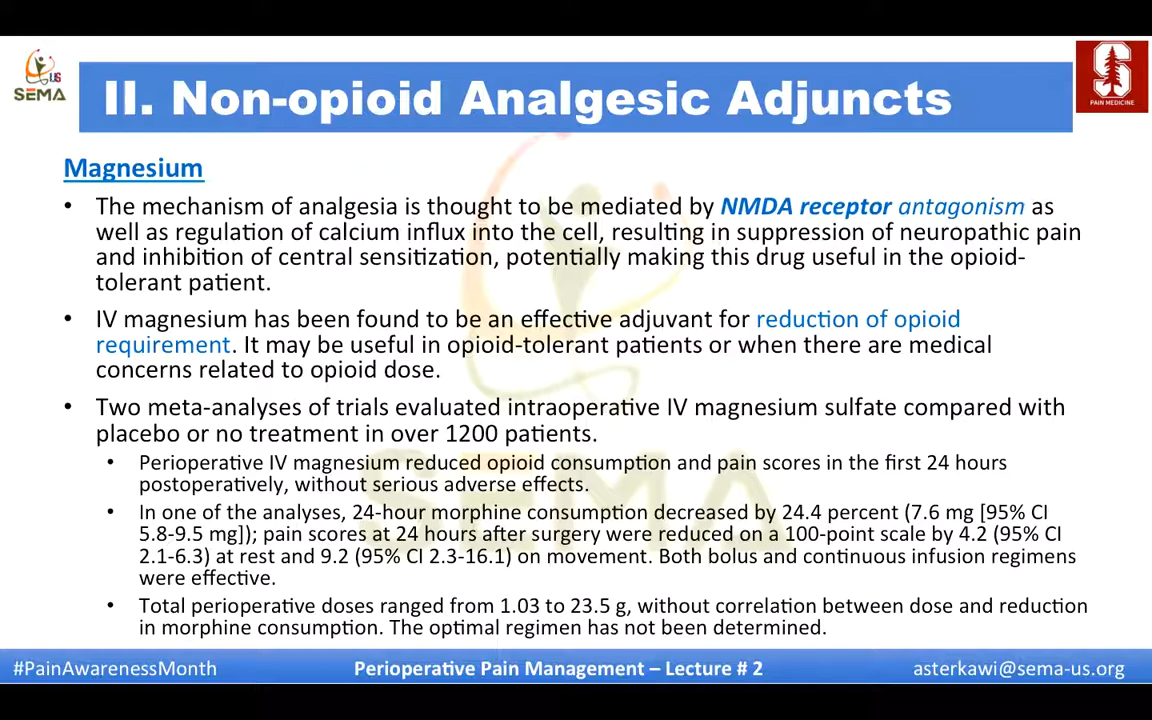 US
SEMA
II. Non-opioid Analgesic Adjuncts
S
PAIN MEDICINE
Magnesium
• The mechanism of analgesia is thought to be mediated by NMDA receptor antagonism as
well as regulation of calcium influx into the cell, resulting in suppression of neuropathic pain
and inhibition of central sensitization, potentially making this drug useful in the opioid-
tolerant patient.
• IV magnesium has been found to be an effective adjuvant for reduction of opioid
requirement. It may be useful in opioid-tolerant patients or when there are medical
concerns related to opioid dose.
• Two meta-analyses of trials evaluated intraoperative IV magnesium sulfate compared with
placebo or no treatment in over 1200 patients.
• Perioperative IV magnesium reduced opioid consumption and pain scores in the first 24 hours
postoperatively, without serious adverse effects.
• In one of the analyses, 24-hour morphine consumption decreased by 24.4 percent (7.6 mg [95% CI
5.8-9.5 mg]); pain scores at 24 hours after surgery were reduced on a 100-point scale by 4.2 (95% CI
2.1-6.3) at rest and 9.2 (95% CI 2.3-16.1) on movement. Both bolus and continuous infusion regimens
were effective.
• Total perioperative doses ranged from 1.03 to 23.5 g, without correlation between dose and reduction
in morphine consumption. The optimal regimen has not been determined.
SEMA
#PainAwarenessMonth
Perioperative Pain Management – Lecture # 2
asterkawi@sema-us.org